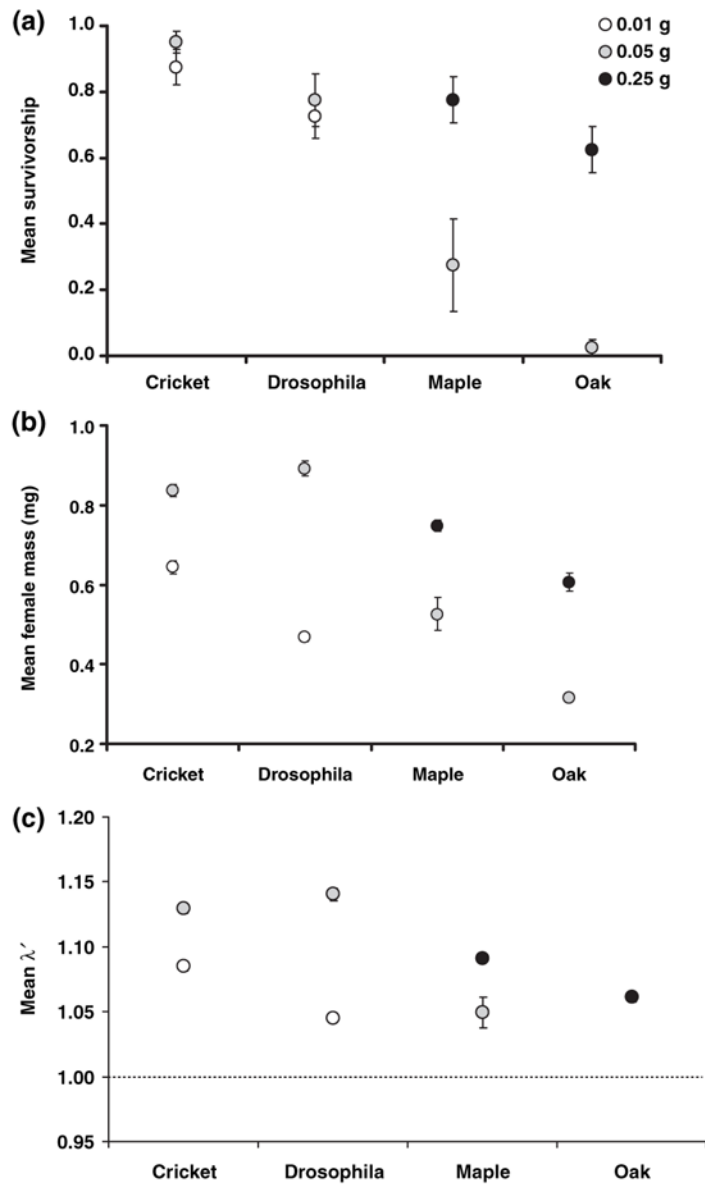 (a)
1.0
0.8
0.6
0.4
0.2
0.0
Mean survivorship
0.01 g
0.05 g
0.25 g
Cricket Drosophila Maple Oak
(b)
1.0
0.8
0.6
0.4
0.2
Mean female mass (mg)
Cricket Drosophila Maple Oak
(c)
1.20
1.15
1.10
1.05
1.00
0.95
Mean λ′
Cricket Drosophila Maple Oak